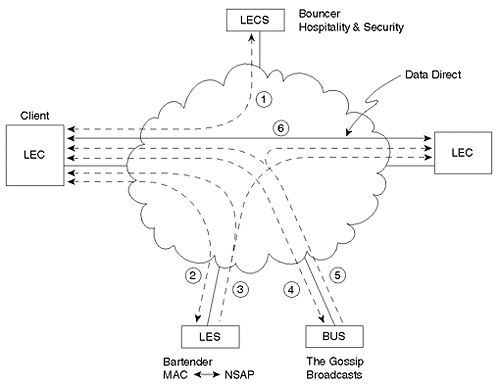 LECS
Bouncer
Hospitality & Security
Data Direct
Client
1
6
LEC
LEC
2
3
4
5
LES
BUS
Bartender
MAC ↔ NSAP
The Gossip
Broadcasts